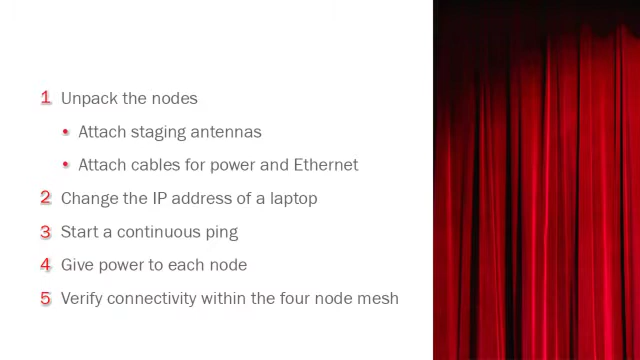 1 Unpack the nodes
• Attach staging antennas
• Attach cables for power and Ethernet
2 Change the IP address of a laptop
3 Start a continuous ping
4 Give power to each node
5 Verify connectivity within the four node mesh